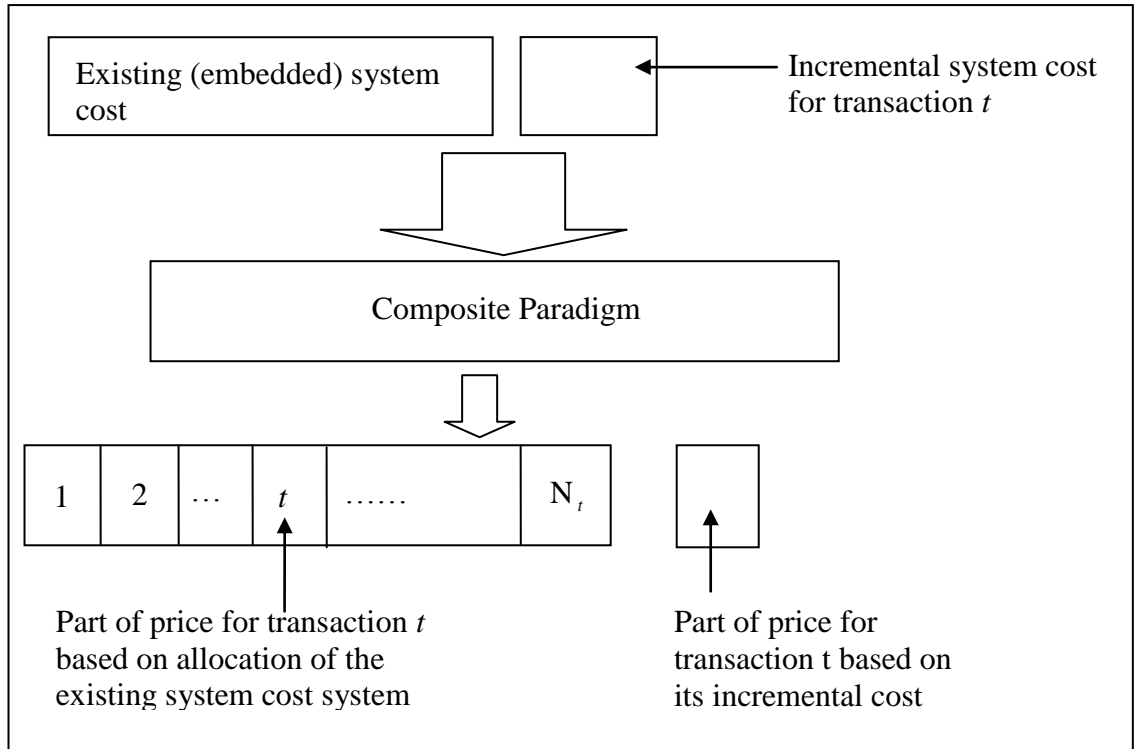 Existing (embedded) system
cost
Incremental system cost
for transaction t
Composite Paradigm
1 2 … t …… N t
Part of price for transaction t
based on allocation of the
existing system cost system
Part of price for
transaction t based on
its incremental cost